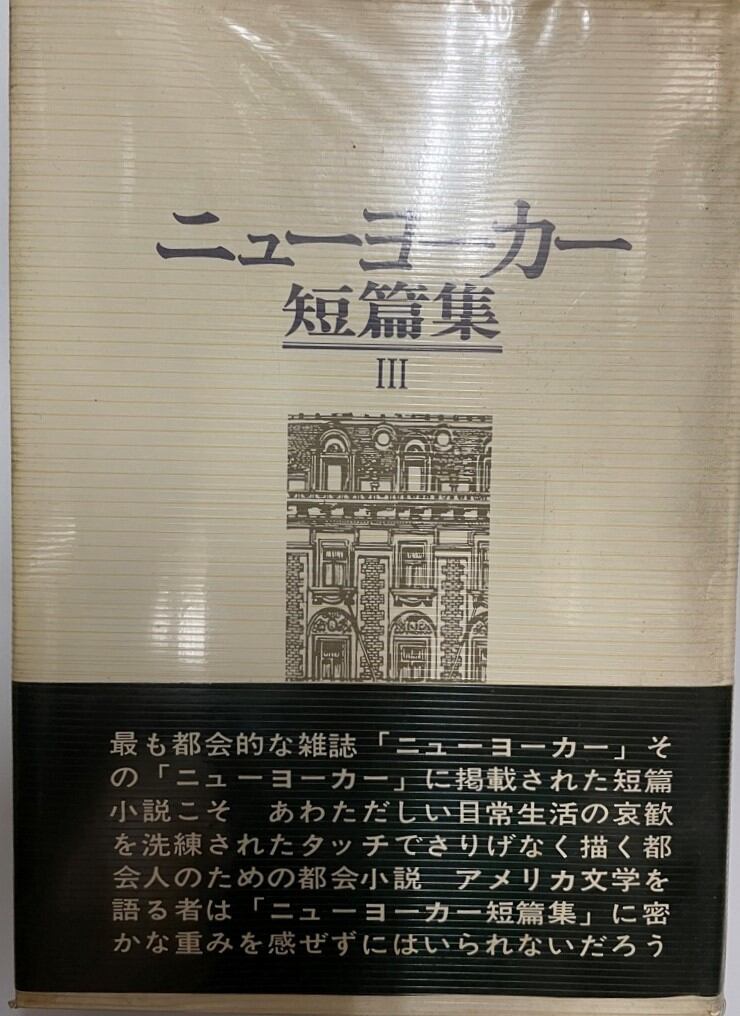 ニューヨーカー
短篇集
III
最も都会的な雑誌「ニューヨーカー」そ
の「ニューヨーカー」に掲載された短篇
小説こそ　あわただしい日常生活の哀歓
を洗練されたタッチでさりげなく描く都
会人のための都会小説　アメリカ文学を
語る者は「ニューヨーカー短篇集」に密
かな重みを感ぜずにはいられないだろう